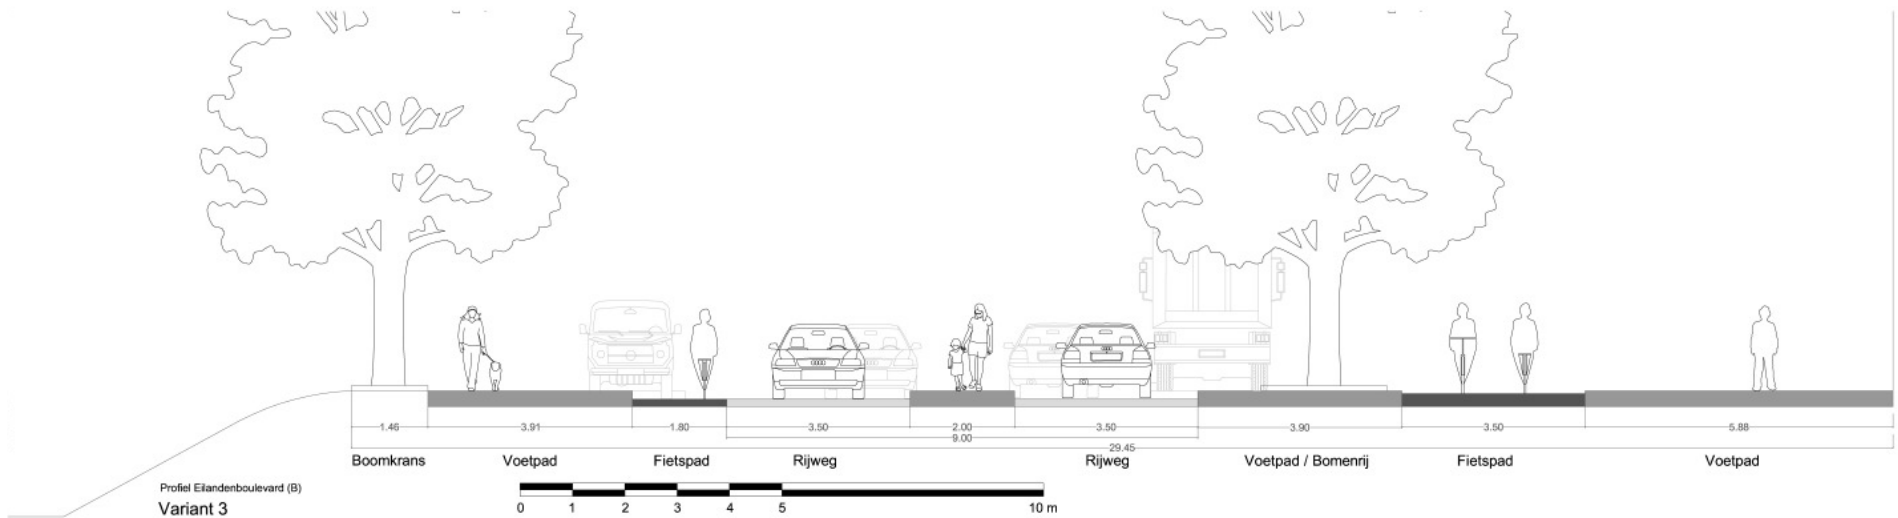 1.46 3.91 1.80 3.50 2.00 3.50 3.90 3.50 5.88
9.00
29.45
Boomkrans Voetpad Fietspad Rijweg Rijweg Voetpad / Bomenrij Fietspad Voetpad
Profiel Eilandenboulevard (B)
Variant 3
0 1 2 3 4 5 10 m